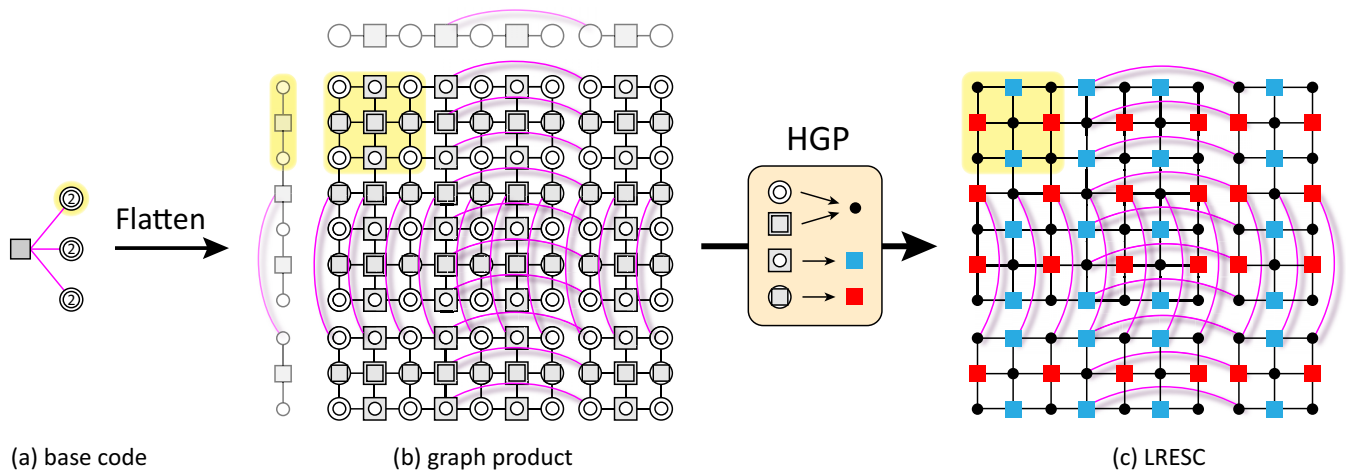 HGP
2
Flatten
2
2
(a) base code
(b) graph product
(c) LRESC